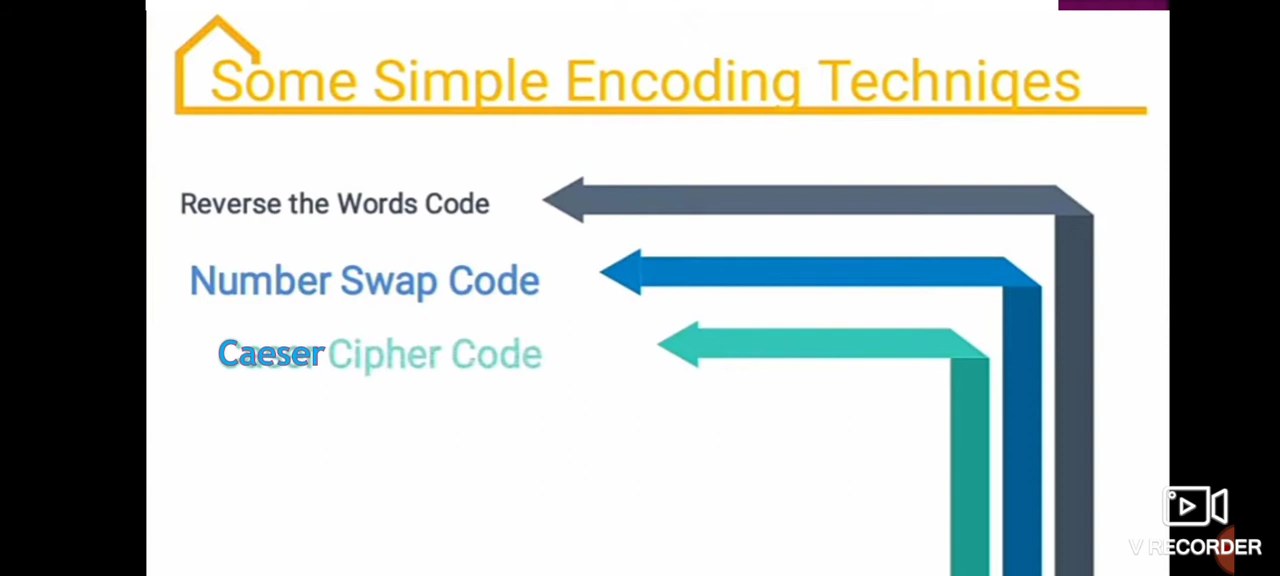 Some Simple Encoding Techniqes
Reverse the Words Code
Number Swap Code
Caeser Cipher Code
V RECORDER